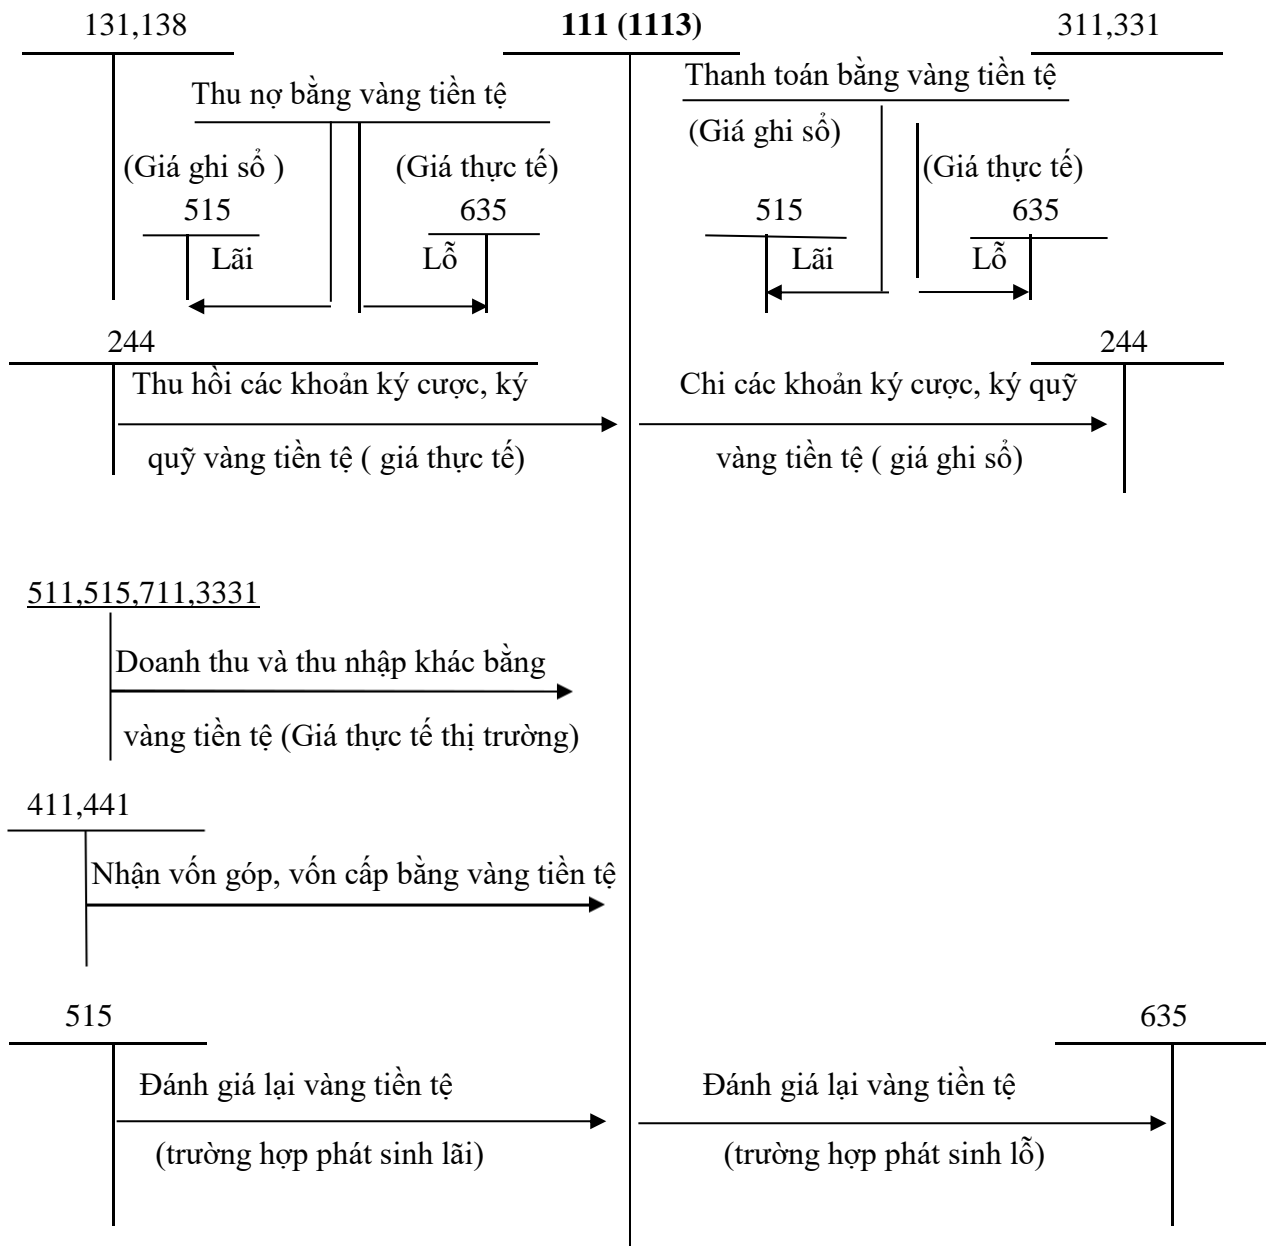 131,138
111 (1113)
311,331
Thu nợ bằng vàng tiền tệ
Thanh toán bằng vàng tiền tệ
(Giá ghi sổ )
(Giá thực tế)
(Giá ghi sổ)
(Giá thực tế)
515
635
515
635
Lãi
Lỗ
Lãi
Lỗ
244
244
Thu hồi các khoản ký cược, ký
quỹ vàng tiền tệ ( giá thực tế)
Chi các khoản ký cược, ký quỹ
vàng tiền tệ ( giá ghi sổ)
511,515,711,3331
Doanh thu và thu nhập khác bằng
vàng tiền tệ (Giá thực tế thị trường)
411,441
Nhận vốn góp, vốn cấp bằng vàng tiền tệ
515
635
Đánh giá lại vàng tiền tệ
(trường hợp phát sinh lãi)
Đánh giá lại vàng tiền tệ
(trường hợp phát sinh lỗ)